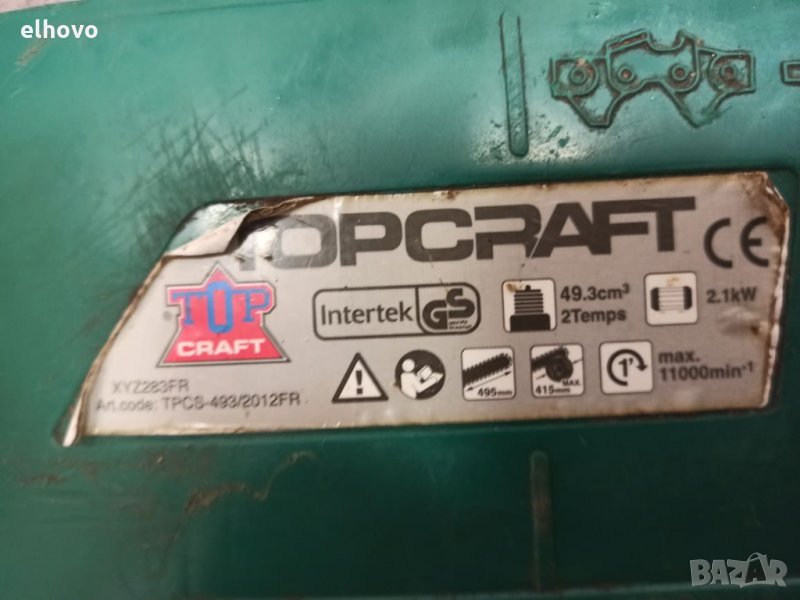 elhovo
TOPCRAFT CE
TOP
CRAFT
Intertek GS
49.3cm³
2Temps
2.1kW
XYZ283FR
Art.code: TPCS-493/2012FR
495mm
415mm MAX.
1'
max.
11000min⁻¹
BAZAR